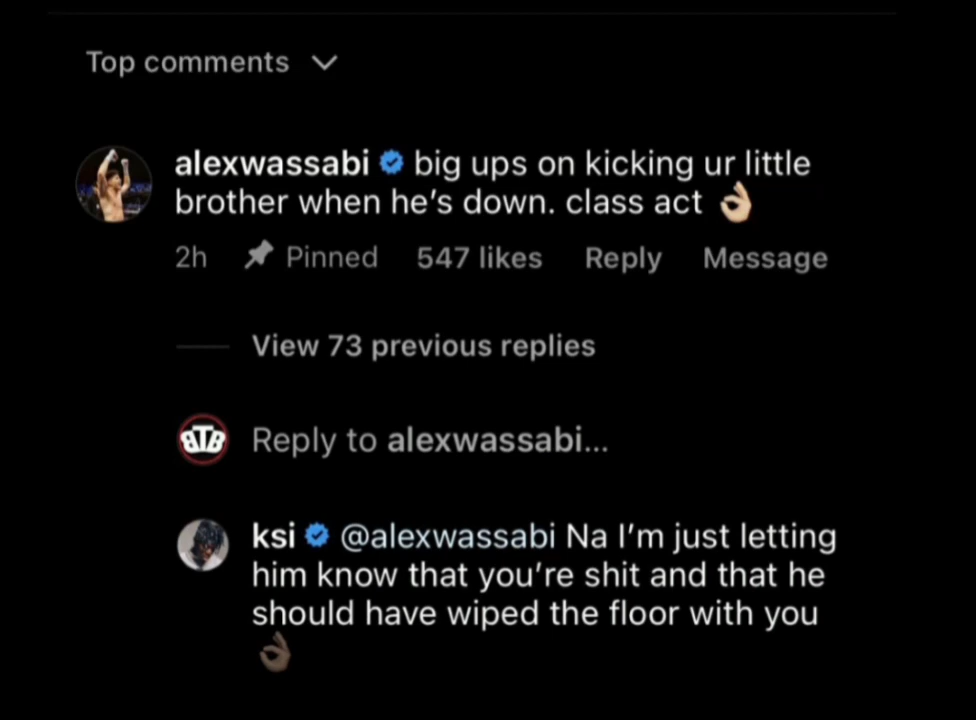 Top comments
alexwassabi big ups on kicking ur little
brother when he's down. class act 👌🏼
2h Pinned 547 likes Reply Message
View 73 previous replies
BTB
Reply to alexwassabi...
ksi @alexwassabi Na I'm just letting
him know that you're shit and that he
should have wiped the floor with you
👌🏽